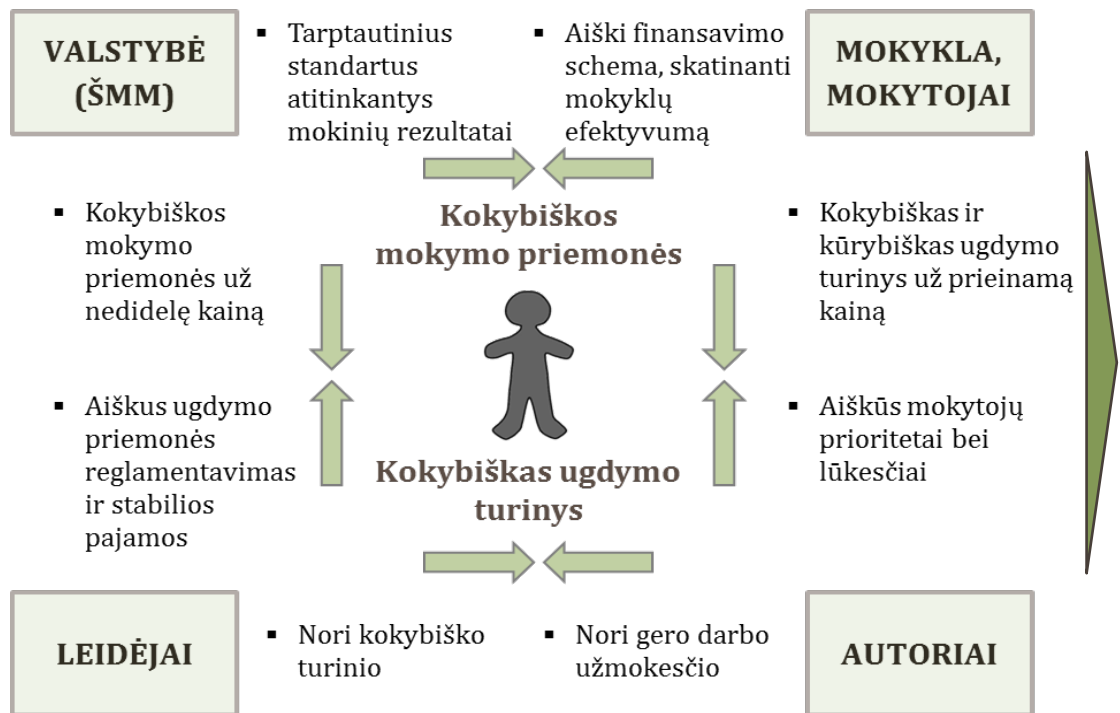 VALSTYBĖ
(ŠMM)
▪ Tarptautinius
standartus
atitinkantys
mokinių rezultatai
▪ Aiški finansavimo
schema, skatinanti
mokyklų
efektyvumą
MOKYKLA,
MOKYTOJAI
▪ Kokybiškos
mokymo
priemonės už
nedidelę kainą
Kokybiškos
mokymo priemonės
▪ Kokybiškas ir
kūrybiškas ugdymo
turinys už prieinamą
kainą
▪ Aiškus ugdymo
priemonės
reglamentavimas
ir stabilios
pajamos
Kokybiškas ugdymo
turinys
▪ Aiškūs mokytojų
prioritetai bei
lūkesčiai
LEIDĖJAI
▪ Nori kokybiško
turinio
▪ Nori gero darbo
užmokesčio
AUTORIAI